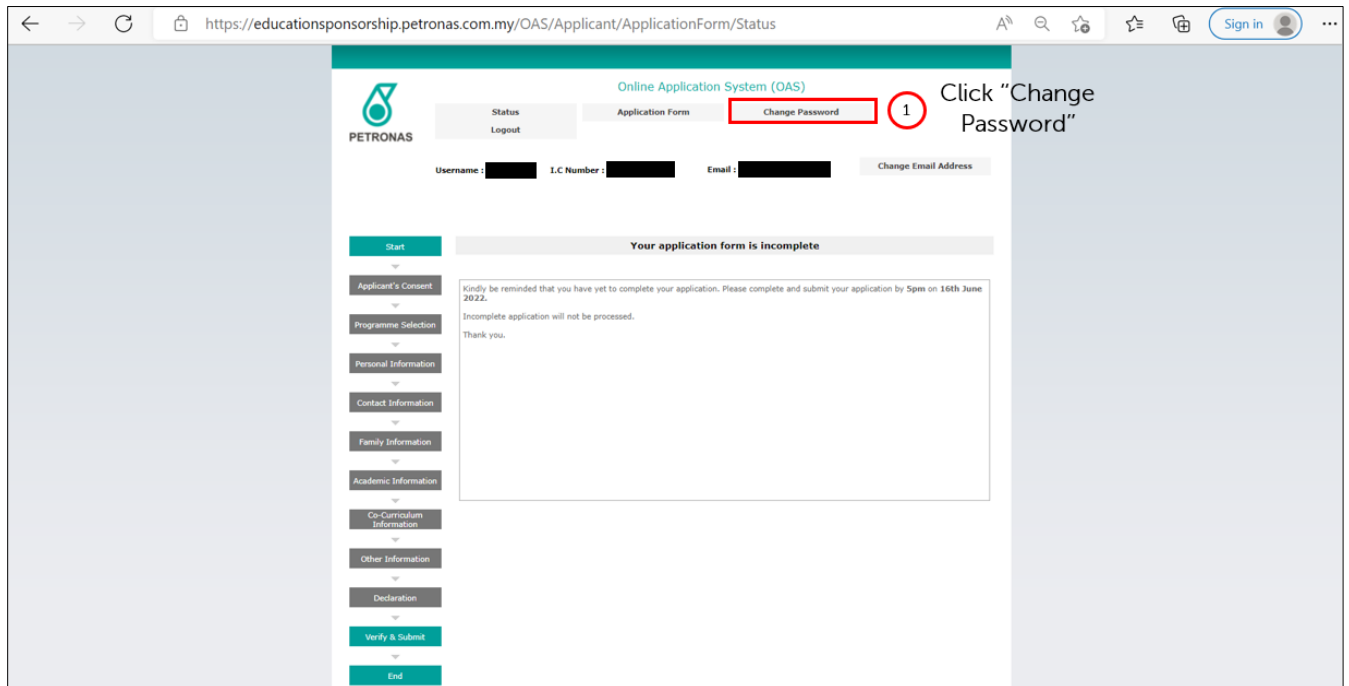 https://educationsponsorship.petronas.com.my/OAS/Applicant/ApplicationForm/Status
Sign in
Online Application System (OAS)
PETRONAS
Status
Application Form
Change Password
Logout
1
Click "Change
Password"
Username :
I.C Number :
Email :
Change Email Address
Start
Your application form is incomplete
Applicant's Consent
Kindly be reminded that you have yet to complete your application. Please complete and submit your application by 5pm on 16th June
2022.
Incomplete application will not be processed.
Thank you.
Programme Selection
Personal Information
Contact Information
Family Information
Academic Information
Co-Curriculum
Information
Other Information
Declaration
Verify & Submit
End